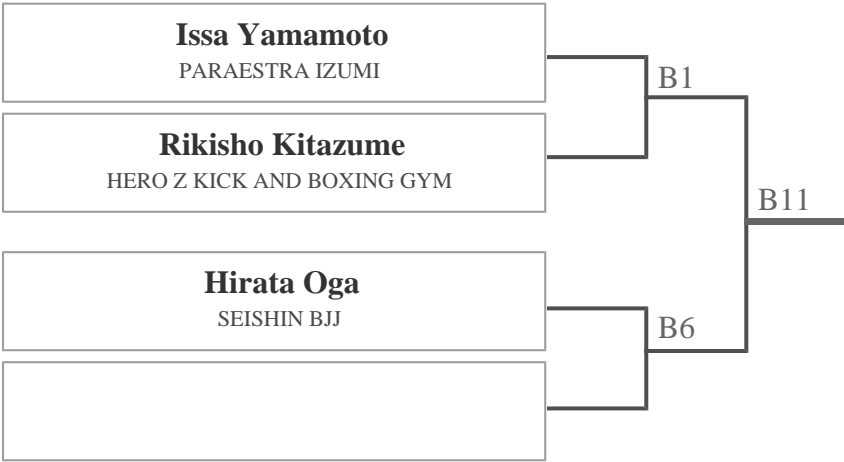 Issa Yamamoto
PARAESTRA IZUMI
B1
Rikisho Kitazume
HERO Z KICK AND BOXING GYM
B11
Hirata Oga
SEISHIN BJJ
B6